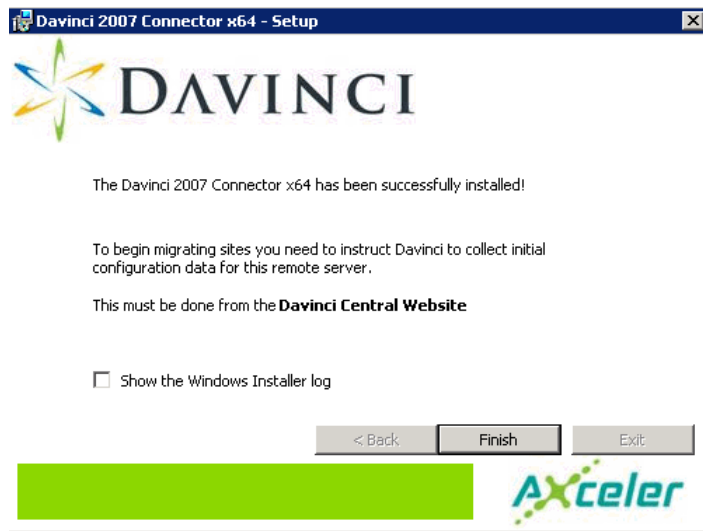 Davinci 2007 Connector x64 - Setup
DAVINCI
The Davinci 2007 Connector x64 has been successfully installed!
To begin migrating sites you need to instruct Davinci to collect initial
configuration data for this remote server.
This must be done from the Davinci Central Website
Show the Windows Installer log
< Back
Finish
Exit
Axceler